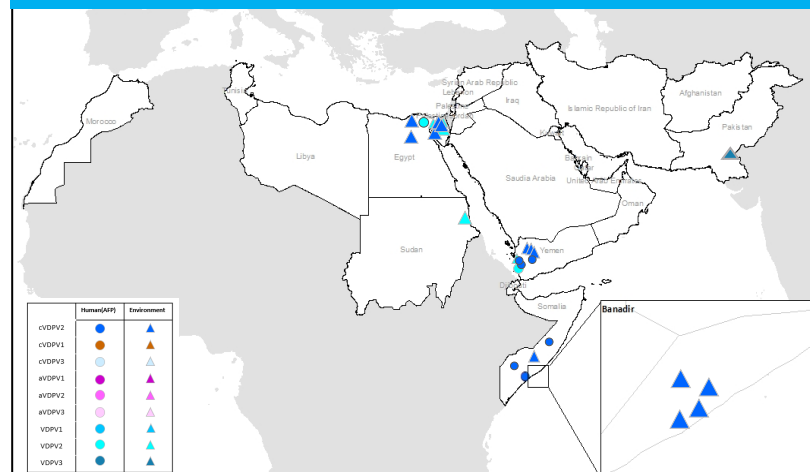 Syrian Arab Republic
Lebanon
Tunisia
Iraq
Afghanistan
Morocco
Islamic Republic of Iran
Pakistan
Kuwait
Libya
Egypt
Bahrain
Qatar
Saudi Arabia
United Arab Emirates
Oman
Sudan
Yemen
Djibouti
Somalia
Banadir
Human(AFP) Environment
cVDPV2
cVDPV1
cVDPV3
aVDPV1
aVDPV2
aVDPV3
VDPV1
VDPV2
VDPV3